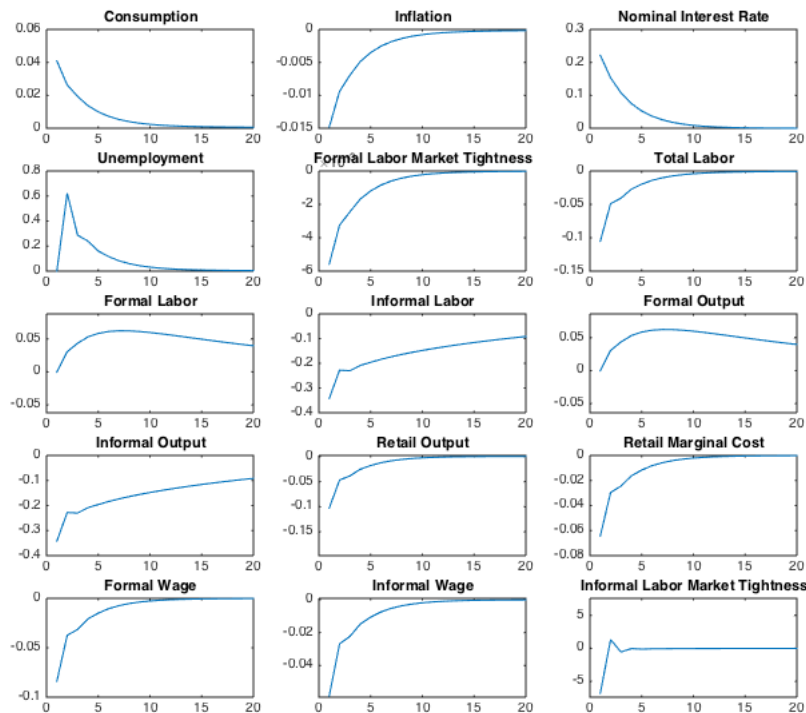 Consumption
0.06
0.04
0.02
0
0 5 10 15 20
Inflation
0
-0.005
-0.01
-0.015
0 5 10 15 20
Nominal Interest Rate
0.3
0.2
0.1
0
0 5 10 15 20
Unemployment
0.8
0.6
0.4
0.2
0
0 5 10 15 20
Formal Labor Market Tightness
0
-2
-4
-6
0 5 10 15 20
Total Labor
0
-0.05
-0.1
-0.15
0 5 10 15 20
Formal Labor
0.05
0
-0.05
0 5 10 15 20
Informal Labor
0
-0.1
-0.2
-0.3
-0.4
0 5 10 15 20
Formal Output
0.05
0
-0.05
0 5 10 15 20
Informal Output
0
-0.1
-0.2
-0.3
-0.4
0 5 10 15 20
Retail Output
0
-0.05
-0.1
-0.15
0 5 10 15 20
Retail Marginal Cost
0
-0.02
-0.04
-0.06
-0.08
0 5 10 15 20
Formal Wage
0
-0.05
-0.1
0 5 10 15 20
Informal Wage
0
-0.02
-0.04
0 5 10 15 20
Informal Labor Market Tightness
5
0
-5
0 5 10 15 20